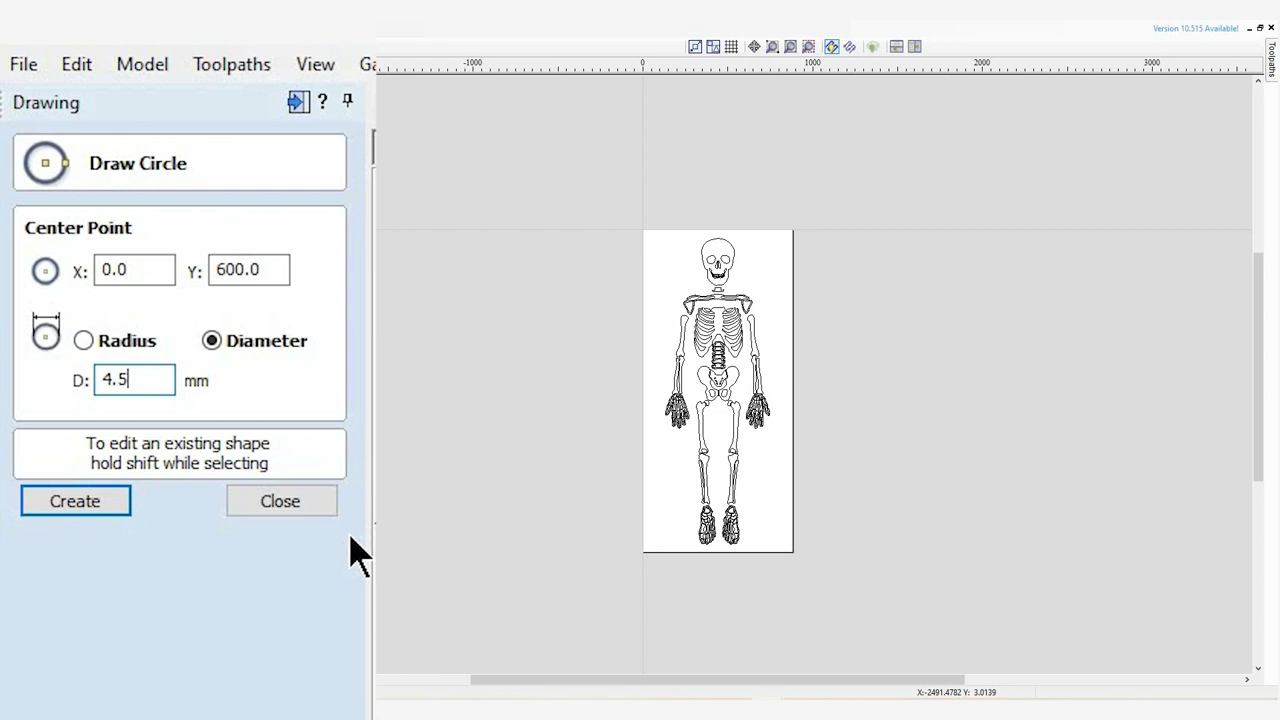 Version 10.515 Available!
File Edit Model Toolpaths View Ga
-1000 0 1000 2000 3000
Toolpaths
Drawing ?
Draw Circle
Center Point
X: 0.0 Y: 600.0
Radius Diameter
D: 4.5 mm
To edit an existing shape
hold shift while selecting
Create Close
X:-2491.4782 Y: 3.0139